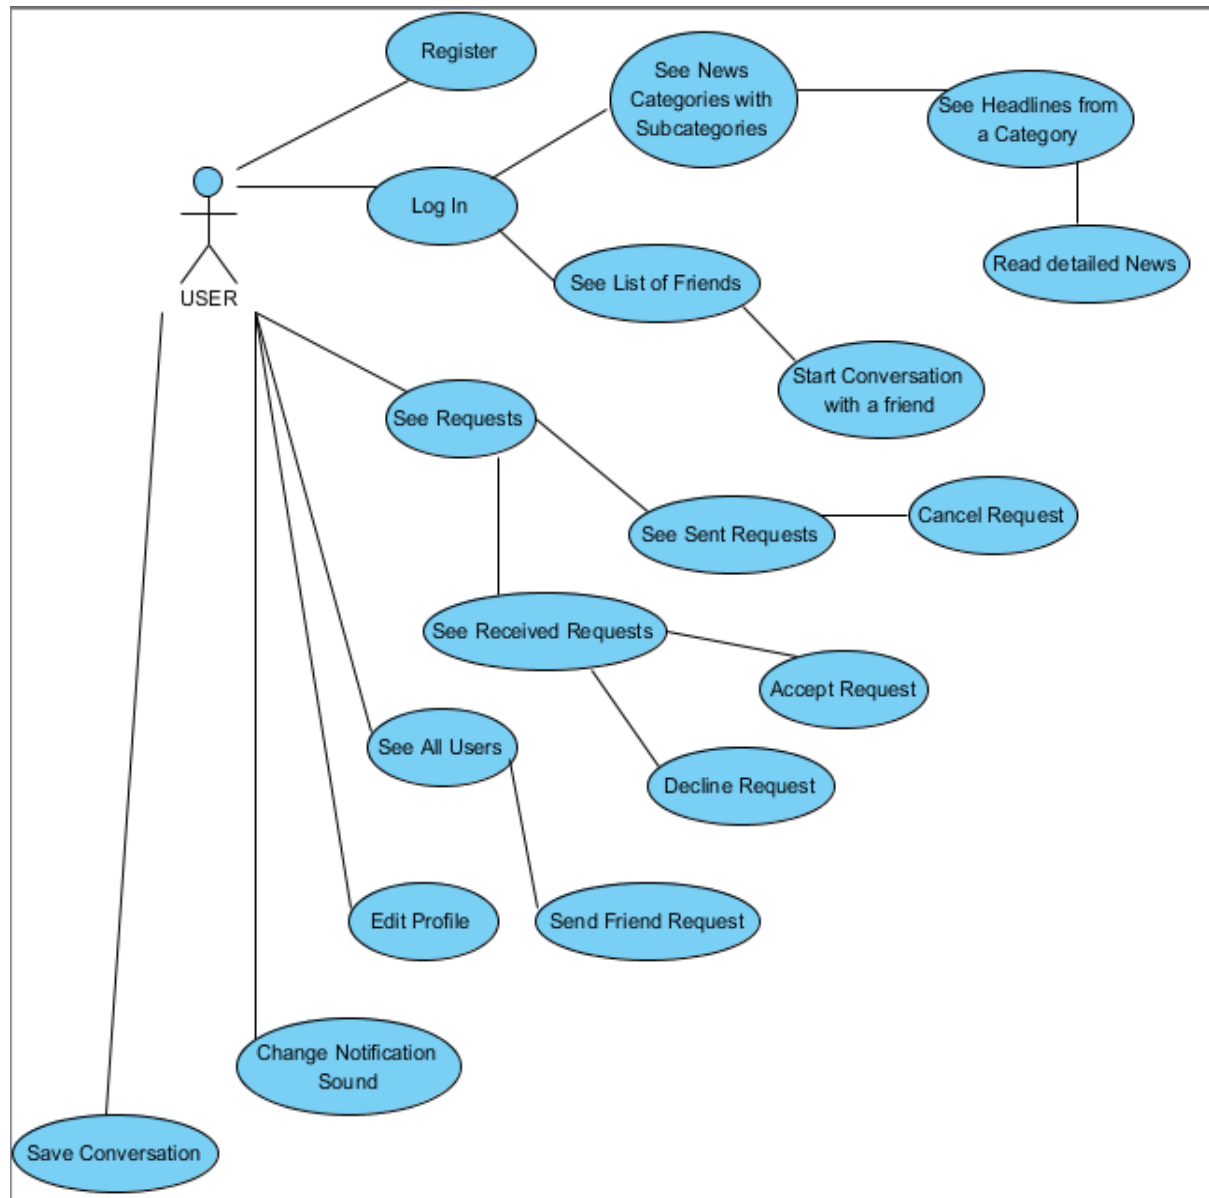 Register
See News
Categories with
Subcategories
See Headlines from
a Category
Log In
Read detailed News
USER
See List of Friends
Start Conversation
with a friend
See Requests
Cancel Request
See Sent Requests
See Received Requests
Accept Request
See All Users
Decline Request
Edit Profile
Send Friend Request
Change Notification
Sound
Save Conversation